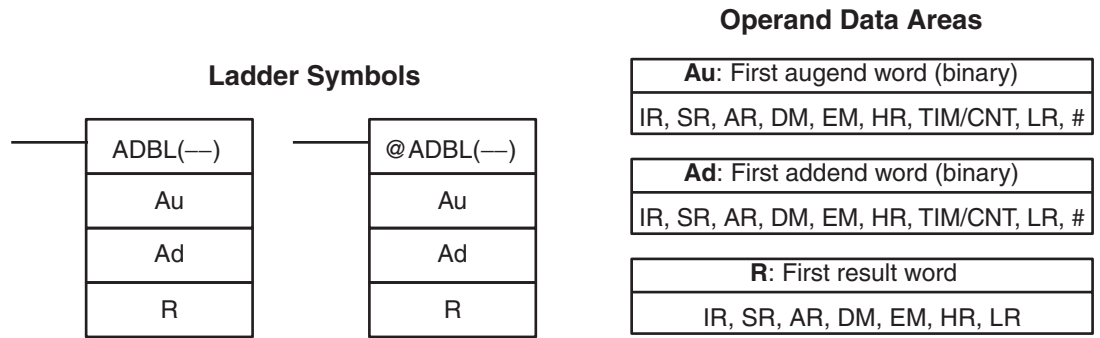 Ladder Symbols
ADBL(––)
Au
Ad
R
@ADBL(––)
Au
Ad
R
Operand Data Areas
Au: First augend word (binary)
IR, SR, AR, DM, EM, HR, TIM/CNT, LR, #
Ad: First addend word (binary)
IR, SR, AR, DM, EM, HR, TIM/CNT, LR, #
R: First result word
IR, SR, AR, DM, EM, HR, LR